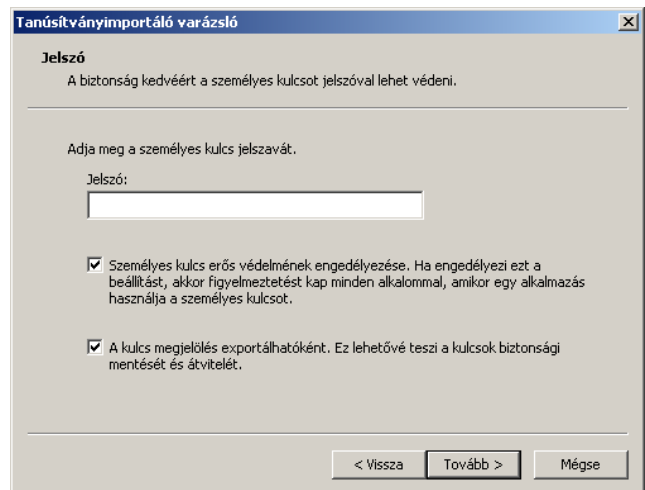 Tanúsítványimportáló varázsló
Jelszó
A biztonság kedvéért a személyes kulcsot jelszóval lehet védeni.
Adja meg a személyes kulcs jelszavát.
Jelszó:
Személyes kulcs erős védelmének engedélyezése. Ha engedélyezi ezt a
beállítást, akkor figyelmeztetést kap minden alkalommal, amikor egy alkalmazás
használja a személyes kulcsot.
A kulcs megjelölés exportálhatóként. Ez lehetővé teszi a kulcsok biztonsági
mentését és átvitelét.
< Vissza
Tovább >
Mégse